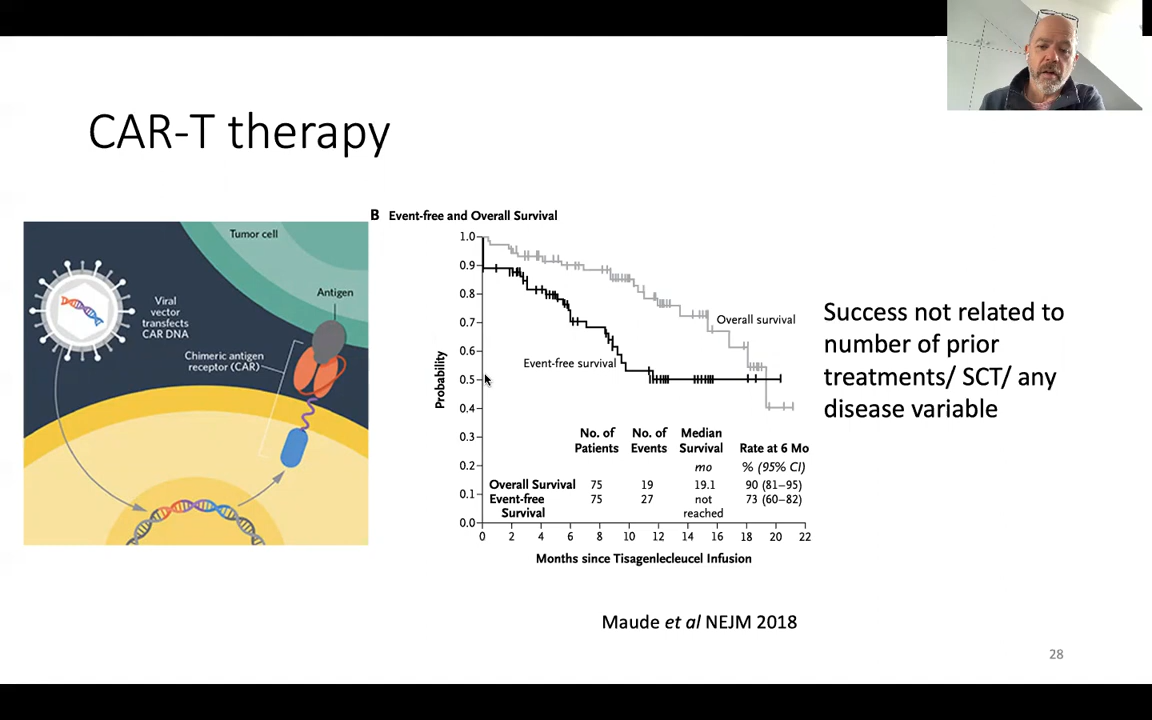 CAR-T therapy
Tumor cell
Antigen
Viral
vector
transfects
CAR DNA
Chimeric antigen
receptor (CAR)
B Event-free and Overall Survival
Probability
1.0
0.9
0.8
0.7
0.6
0.5
0.4
0.3
0.2
0.1
0.0
Overall survival
Event-free survival
No. of Patients No. of Events Median Survival Rate at 6 Mo
mo % (95% CI)
Overall Survival 75 19 19.1 90 (81–95)
Event-free Survival 75 27 not reached 73 (60–82)
0 2 4 6 8 10 12 14 16 18 20 22
Months since Tisagenlecleucel Infusion
Success not related to
number of prior
treatments/ SCT/ any
disease variable
Maude et al NEJM 2018
28